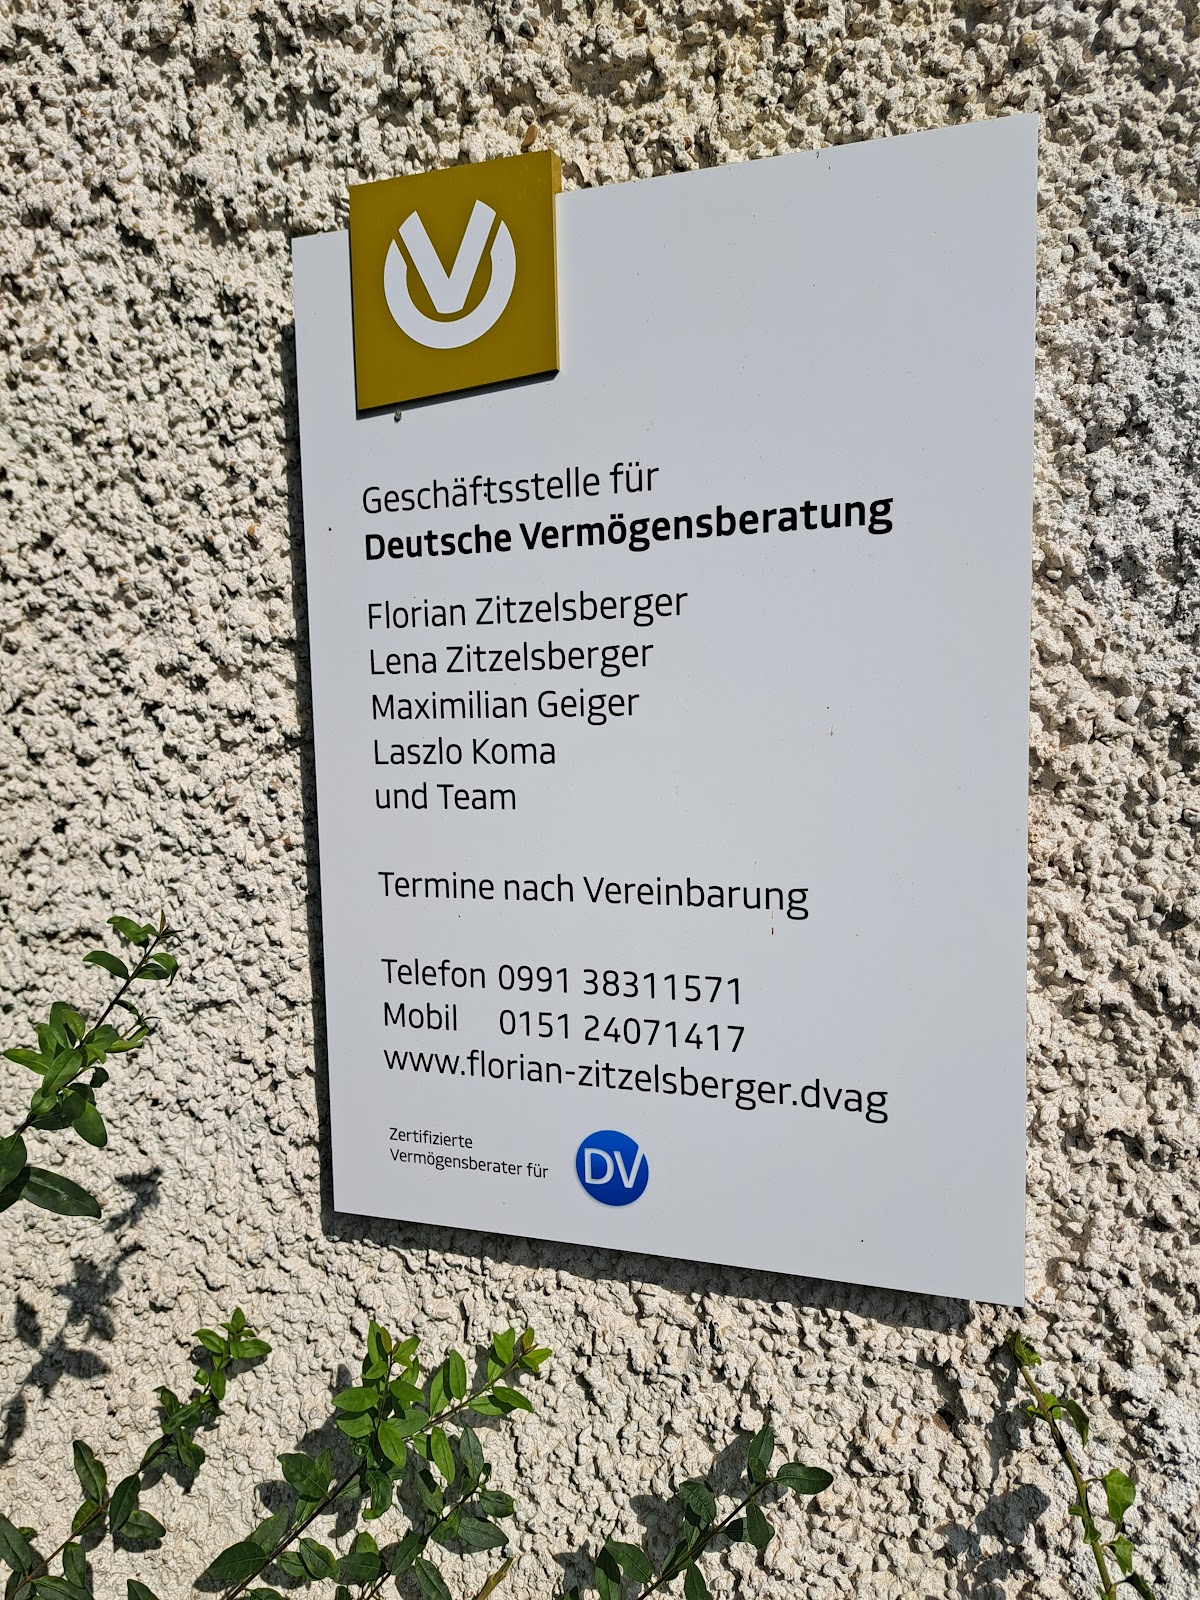 Geschäftsstelle für
Deutsche Vermögensberatung
Florian Zitzelsberger
Lena Zitzelsberger
Maximilian Geiger
Laszlo Koma
und Team
Termine nach Vereinbarung
Telefon 0991 38311571
Mobil 0151 24071417
www.florian-zitzelsberger.dvag
Zertifizierte
Vermögensberater für
DV